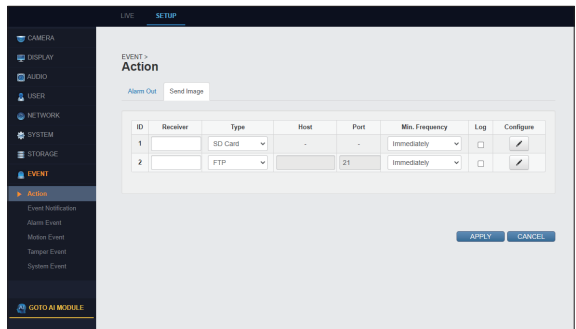 LIVE SETUP
CAMERA
DISPLAY
AUDIO
USER
NETWORK
SYSTEM
STORAGE
EVENT
Action
Event Notification
Alarm Event
Motion Event
Tamper Event
System Event
GOTO AI MODULE
EVENT >
Action
Alarm Out Send Image
ID Receiver Type Host Port Min. Frequency Log Configure
1 SD Card - - Immediately
2 FTP 21 Immediately
APPLY CANCEL